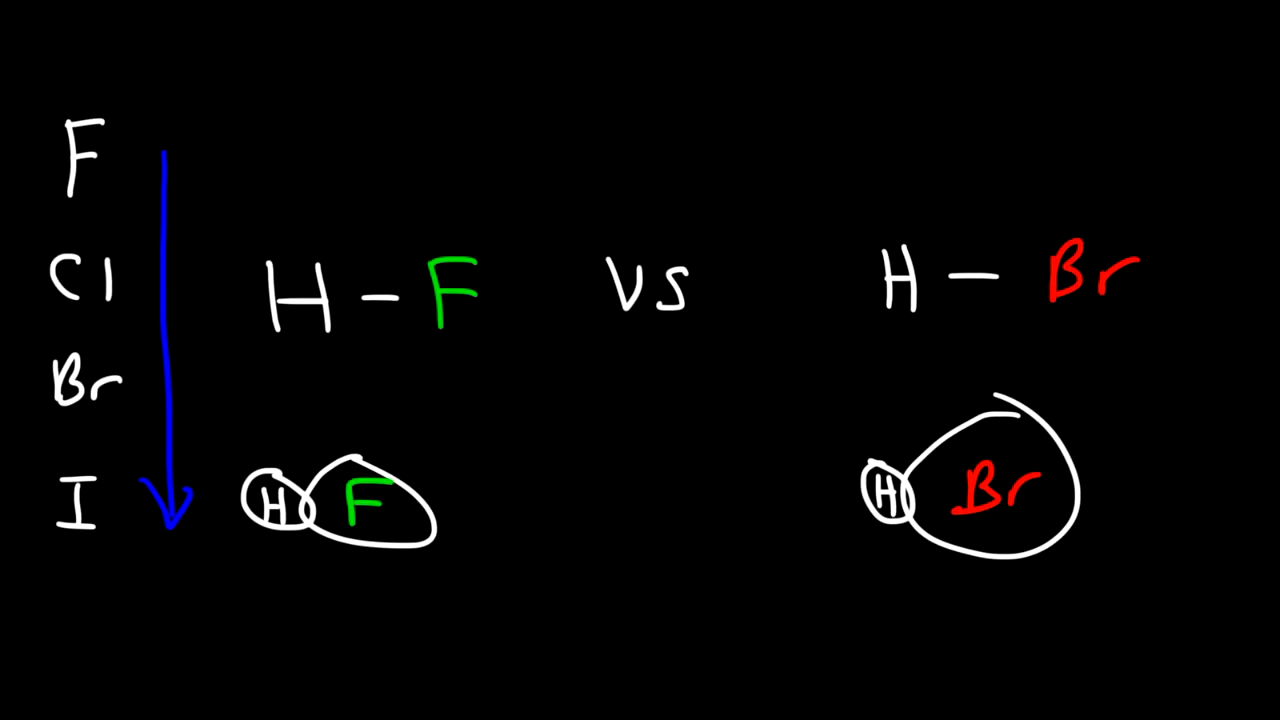 F
Cl
Br
I
H – F vs H – Br
H F H Br